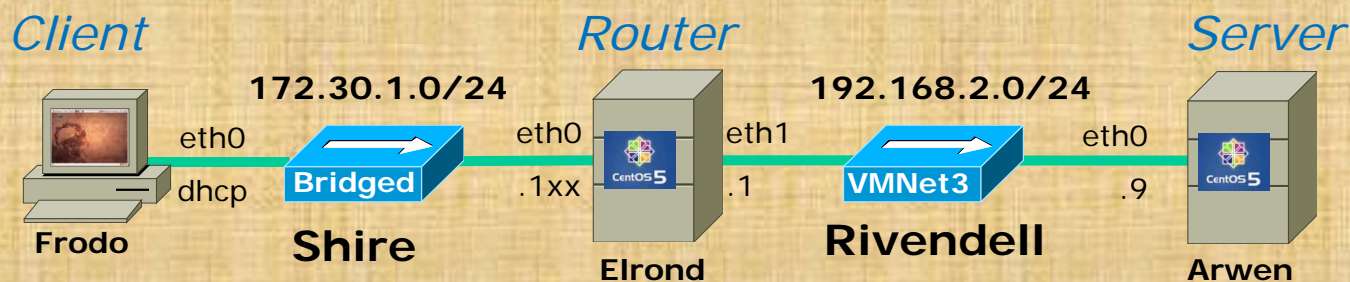 Client
Router
Server
172.30.1.0/24
192.168.2.0/24
eth0
eth0
eth1
eth0
Bridged
CentOS 5
VMNet3
CentOS 5
dhcp
.1xx
.1
.9
Frodo
Shire
Elrond
Rivendell
Arwen